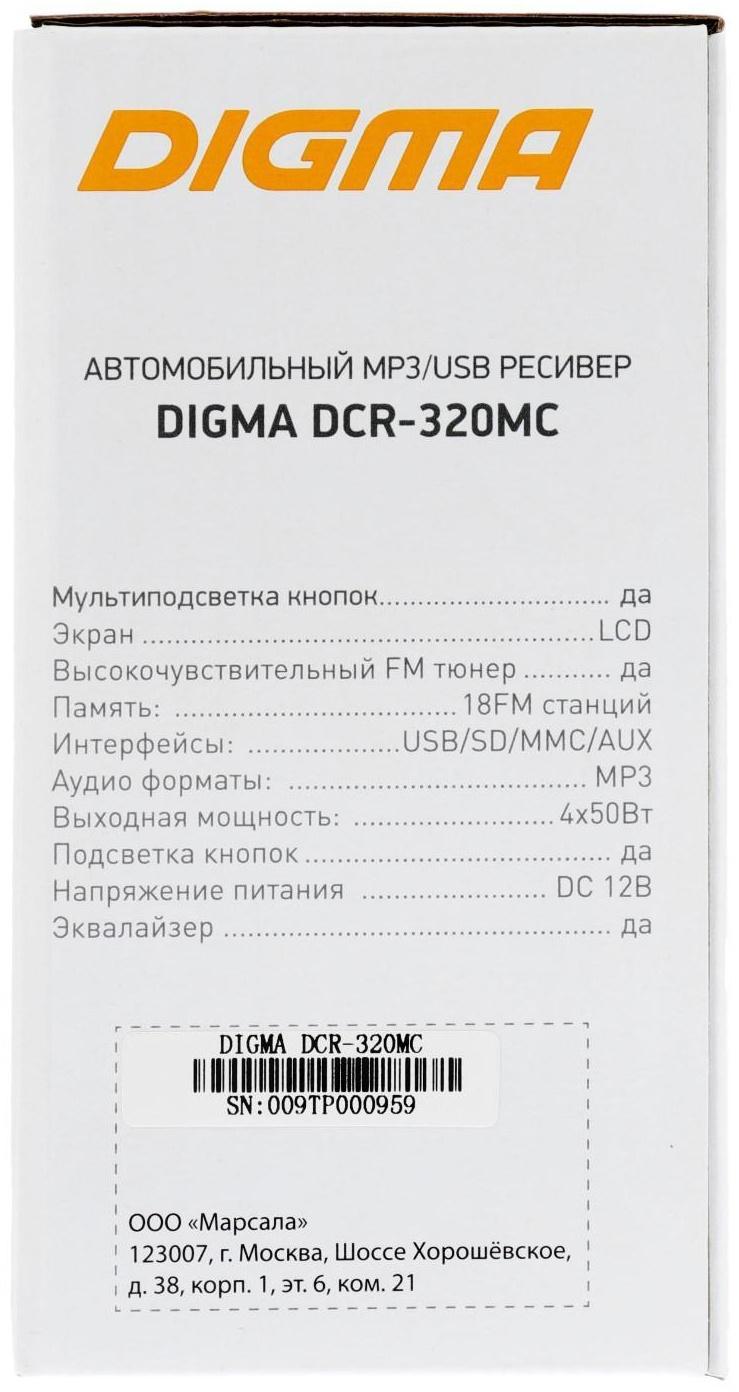 DIGMA
АВТОМОБИЛЬНЫЙ MP3/USB РЕСИВЕР
DIGMA DCR-320MC
Мультиподсветка кнопок............................. да
Экран ..........................................................LCD
Высокочувствительный FM тюнер ........... да
Память: .................................... 18FM станций
Интерфейсы: ....................USB/SD/MMC/AUX
Аудио форматы: ....................................... MP3
Выходная мощность: ..........................4x50Вт
Подсветка кнопок........................................ да
Напряжение питания ........................ DC 12В
Эквалайзер .................................................. да
DIGMA DCR-320MC
SN:009TP000959
ООО «Марсала»
123007, г. Москва, Шоссе Хорошёвское,
д. 38, корп. 1, эт. 6, ком. 21